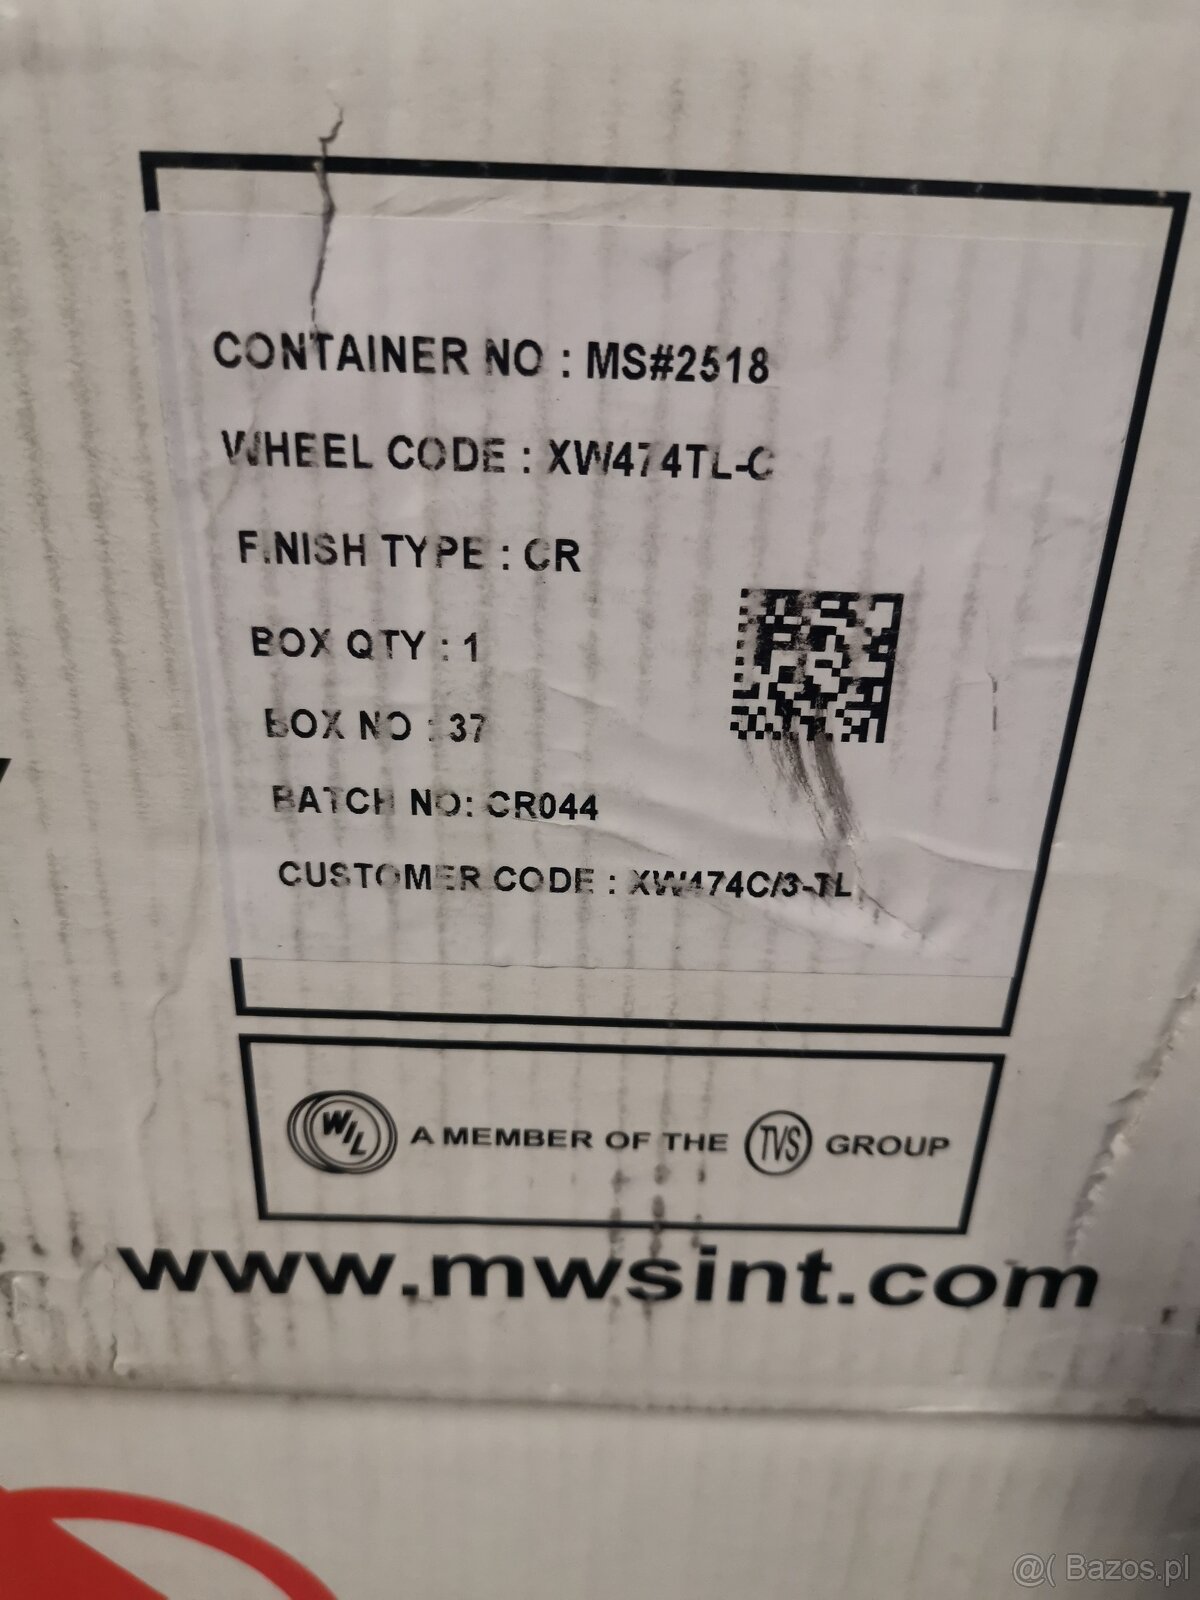 CONTAINER NO : MS#2518
WHEEL CODE : XW474TL-C
FINISH TYPE : CR
BOX QTY : 1
BOX NO : 37
BATCH NO: CR044
CUSTOMER CODE : XW474C/3-TL
WIL A MEMBER OF THE TVS GROUP
www.mwsint.com
@( Bazos.pl